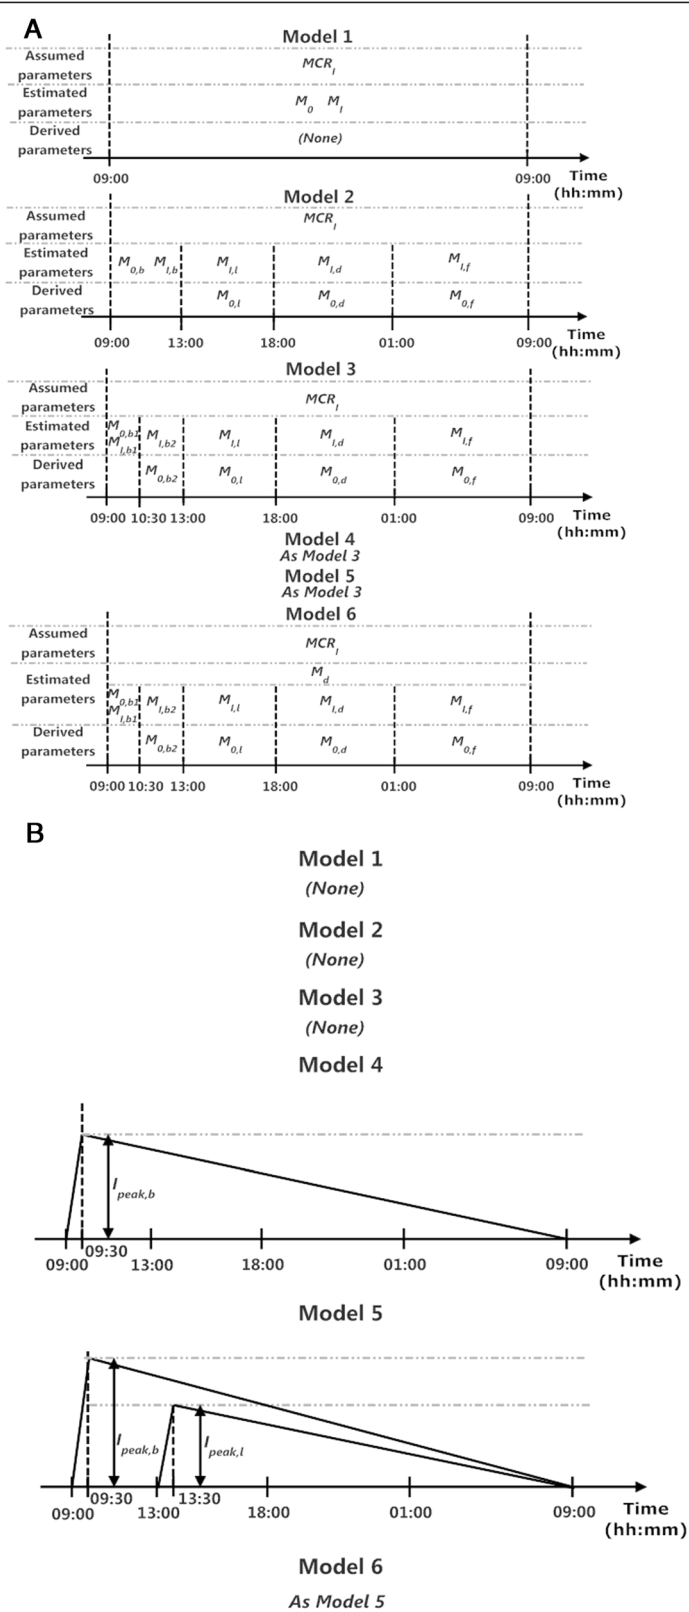 A
Model 1
Assumed
parameters
MCR_I
Estimated
parameters
M_0 M_I
Derived
parameters
(None)
09:00 09:00 Time
(hh:mm)
Model 2
Assumed
parameters
MCR_I
Estimated
parameters
M_0,b M_I,b M_I,l M_I,d M_I,f
Derived
parameters
M_0,l M_0,d M_0,f
09:00 13:00 18:00 01:00 09:00 Time
(hh:mm)
Model 3
Assumed
parameters
MCR_I
Estimated
parameters
M_0,b1
M_I,b1 M_I,b2 M_I,l M_I,d M_I,f
Derived
parameters
M_0,b2 M_0,l M_0,d M_0,f
09:00 10:30 13:00 18:00 01:00 09:00 Time
(hh:mm)
Model 4
As Model 3
Model 5
As Model 3
Model 6
Assumed
parameters
MCR_I
M_d
Estimated
parameters
M_0,b1
M_I,b1 M_I,b2 M_I,l M_I,d M_I,f
Derived
parameters
M_0,b2 M_0,l M_0,d M_0,f
09:00 10:30 13:00 18:00 01:00 09:00 Time
(hh:mm)
B
Model 1
(None)
Model 2
(None)
Model 3
(None)
Model 4
I_peak,b
09:00 09:30 13:00 18:00 01:00 09:00 Time
(hh:mm)
Model 5
I_peak,b I_peak,l
09:00 09:30 13:00 13:30 18:00 01:00 09:00 Time
(hh:mm)
Model 6
As Model 5